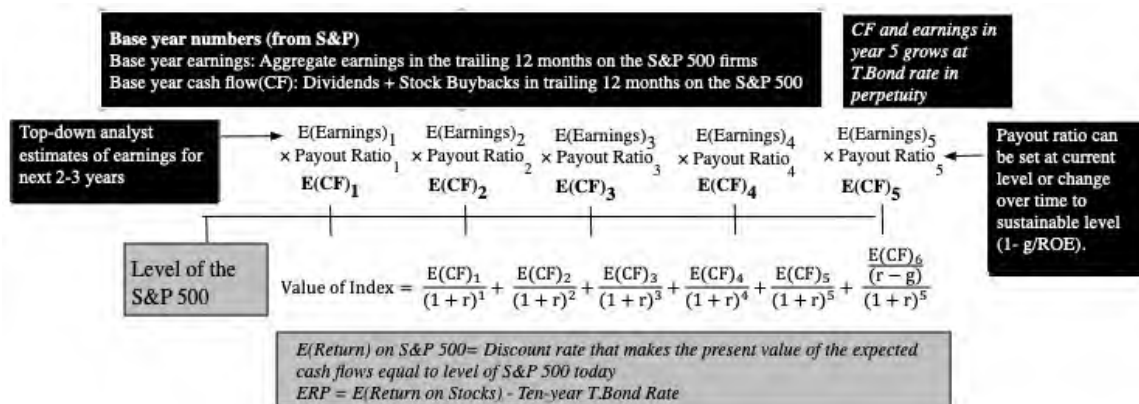 Base year numbers (from S&P)
Base year earnings: Aggregate earnings in the trailing 12 months on the S&P 500 firms
Base year cash flow(CF): Dividends + Stock Buybacks in trailing 12 months on the S&P 500
CF and earnings in
year 5 grows at
T.Bond rate in
perpetuity
Top-down analyst
estimates of earnings for
next 2-3 years
E(Earnings)1 E(Earnings)2 E(Earnings)3 E(Earnings)4 E(Earnings)5
× Payout Ratio1 × Payout Ratio2 × Payout Ratio3 × Payout Ratio4 × Payout Ratio5
E(CF)1 E(CF)2 E(CF)3 E(CF)4 E(CF)5
Payout ratio can
be set at current
level or change
over time to
sustainable level
(1- g/ROE).
Level of the
S&P 500
Value of Index = E(CF)1/(1 + r)^1 + E(CF)2/(1 + r)^2 + E(CF)3/(1 + r)^3 + E(CF)4/(1 + r)^4 + E(CF)5/(1 + r)^5 + (E(CF)6/(r − g))/(1 + r)^5
E(Return) on S&P 500= Discount rate that makes the present value of the expected
cash flows equal to level of S&P 500 today
ERP = E(Return on Stocks) - Ten-year T.Bond Rate